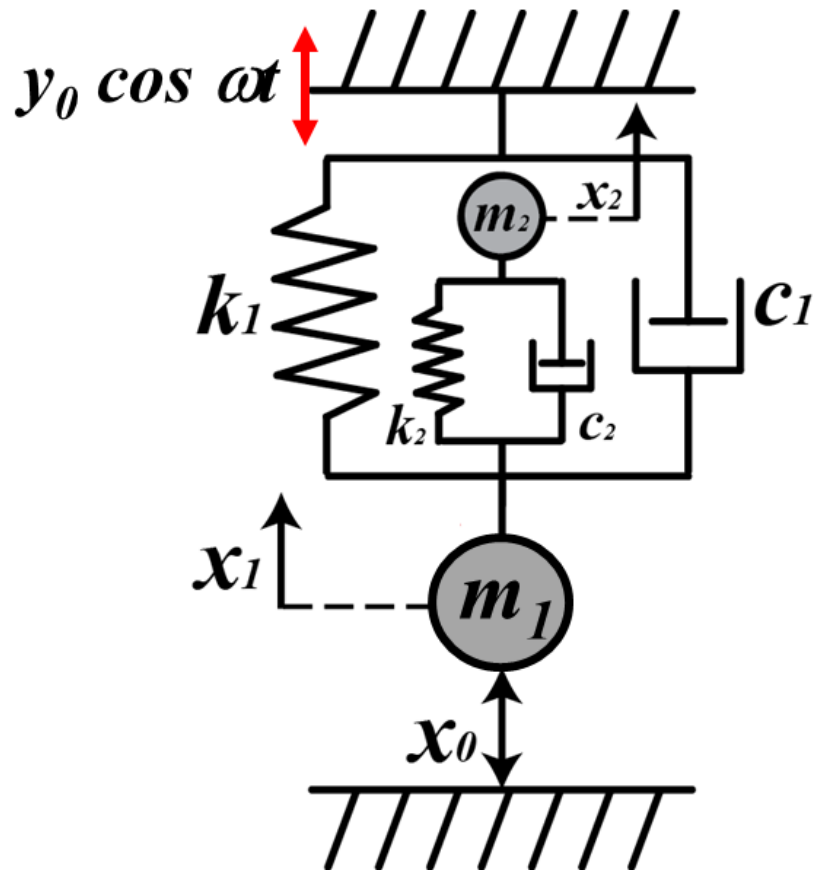 y₀ cos ωt
x₂
m₂
k₁
c₁
k₂
c₂
x₁
m₁
x₀